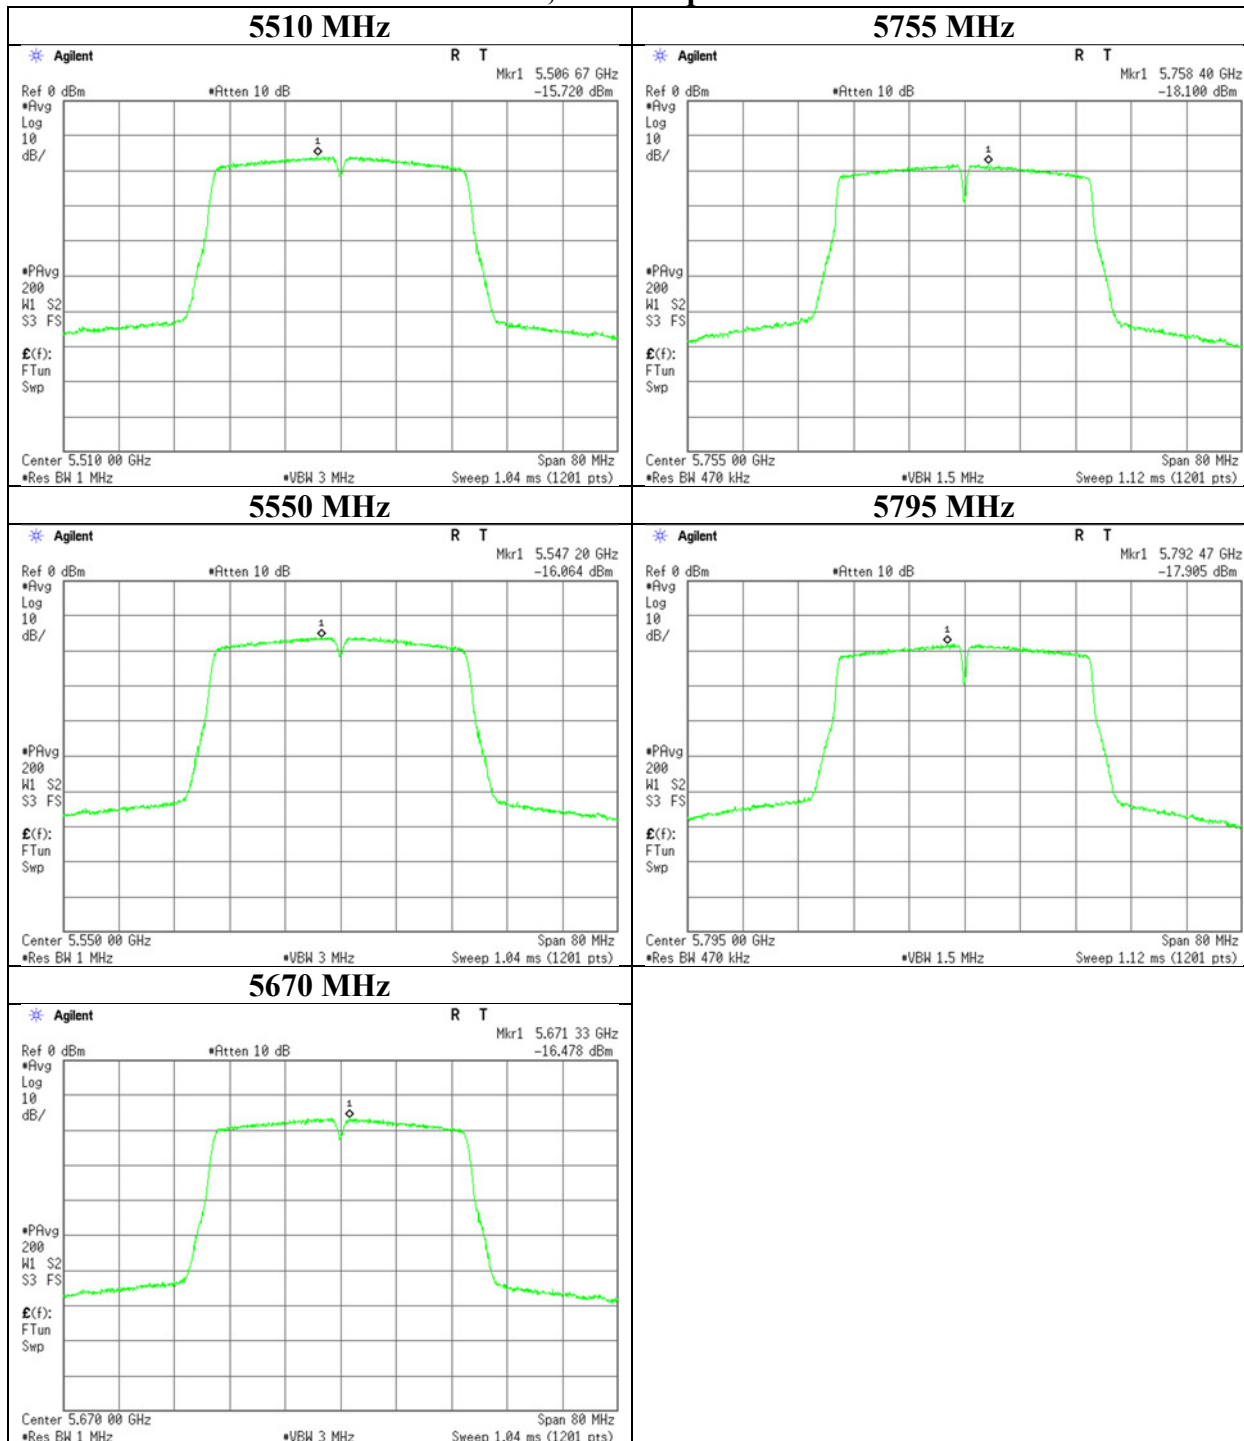 5510 MHz
Agilent R T
Mkr1 5.506 67 GHz
Ref 0 dBm *Atten 10 dB -15.720 dBm
*Avg
Log
10
dB/
1
*PAvg
200
W1 S2
S3 FS
£(f):
FTun
Swp
Center 5.510 00 GHz Span 80 MHz
*Res BW 1 MHz *VBW 3 MHz Sweep 1.04 ms (1201 pts)
5755 MHz
Agilent R T
Mkr1 5.758 40 GHz
Ref 0 dBm *Atten 10 dB -18.100 dBm
*Avg
Log
10
dB/
1
*PAvg
200
W1 S2
S3 FS
£(f):
FTun
Swp
Center 5.755 00 GHz Span 80 MHz
*Res BW 470 kHz *VBW 1.5 MHz Sweep 1.12 ms (1201 pts)
5550 MHz
Agilent R T
Mkr1 5.547 20 GHz
Ref 0 dBm *Atten 10 dB -16.064 dBm
*Avg
Log
10
dB/
1
*PAvg
200
W1 S2
S3 FS
£(f):
FTun
Swp
Center 5.550 00 GHz Span 80 MHz
*Res BW 1 MHz *VBW 3 MHz Sweep 1.04 ms (1201 pts)
5795 MHz
Agilent R T
Mkr1 5.792 47 GHz
Ref 0 dBm *Atten 10 dB -17.905 dBm
*Avg
Log
10
dB/
1
*PAvg
200
W1 S2
S3 FS
£(f):
FTun
Swp
Center 5.795 00 GHz Span 80 MHz
*Res BW 470 kHz *VBW 1.5 MHz Sweep 1.12 ms (1201 pts)
5670 MHz
Agilent R T
Mkr1 5.671 33 GHz
Ref 0 dBm *Atten 10 dB -16.478 dBm
*Avg
Log
10
dB/
1
*PAvg
200
W1 S2
S3 FS
£(f):
FTun
Swp
Center 5.670 00 GHz Span 80 MHz
*Res BW 1 MHz *VBW 3 MHz Sweep 1.04 ms (1201 pts)